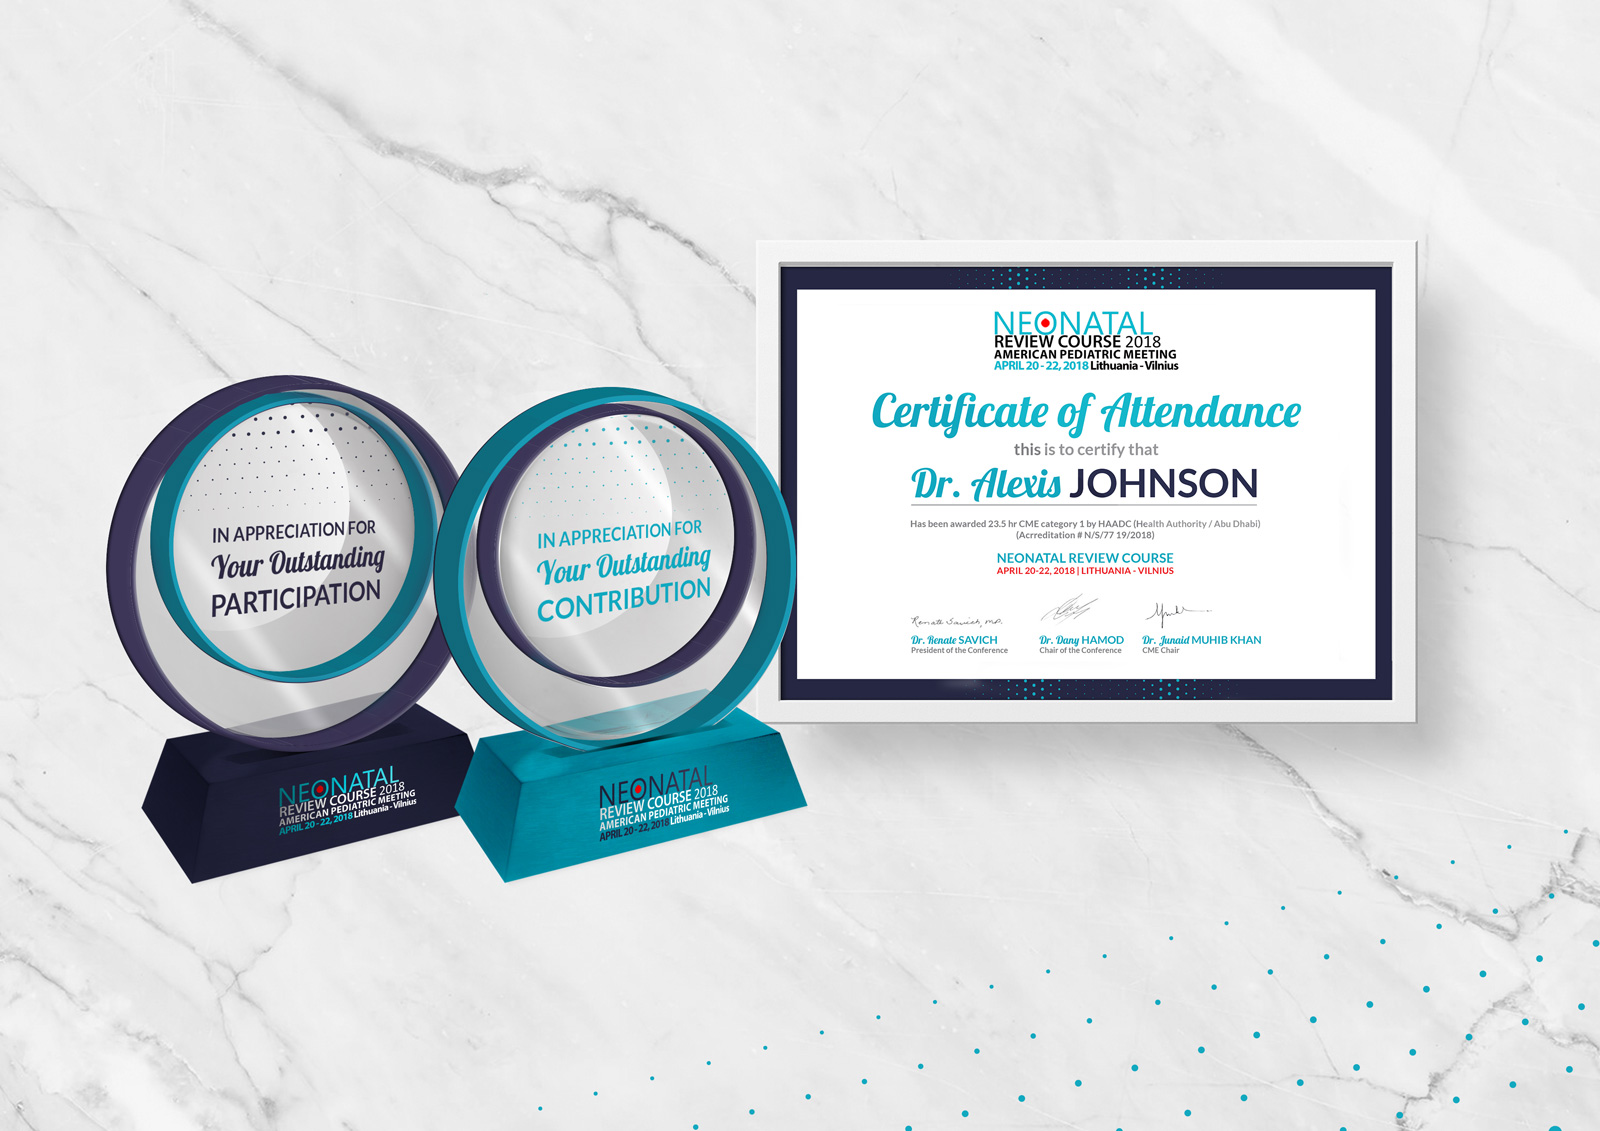 IN APPRECIATION FOR
Your Outstanding
PARTICIPATION
NEONATAL
REVIEW COURSE 2018
AMERICAN PEDIATRIC MEETING
APRIL 20 - 22, 2018 Lithuania - Vilnius
IN APPRECIATION FOR
Your Outstanding
CONTRIBUTION
NEONATAL
REVIEW COURSE 2018
AMERICAN PEDIATRIC MEETING
APRIL 20 - 22, 2018 Lithuania - Vilnius
NEONATAL
REVIEW COURSE 2018
AMERICAN PEDIATRIC MEETING
APRIL 20 - 22, 2018 Lithuania - Vilnius
Certificate of Attendance
this is to certify that
Dr. Alexis JOHNSON
Has been awarded 23.5 hr CME category 1 by HAADC (Health Authority / Abu Dhabi)
(Acrreditation # N/S/77 19/2018)
NEONATAL REVIEW COURSE
APRIL 20-22, 2018 | LITHUANIA - VILNIUS
Renate Savich, MD.
Dr. Renate SAVICH
President of the Conference
Dr. Dany HAMOD
Chair of the Conference
Dr. Junaid MUHIB KHAN
CME Chair